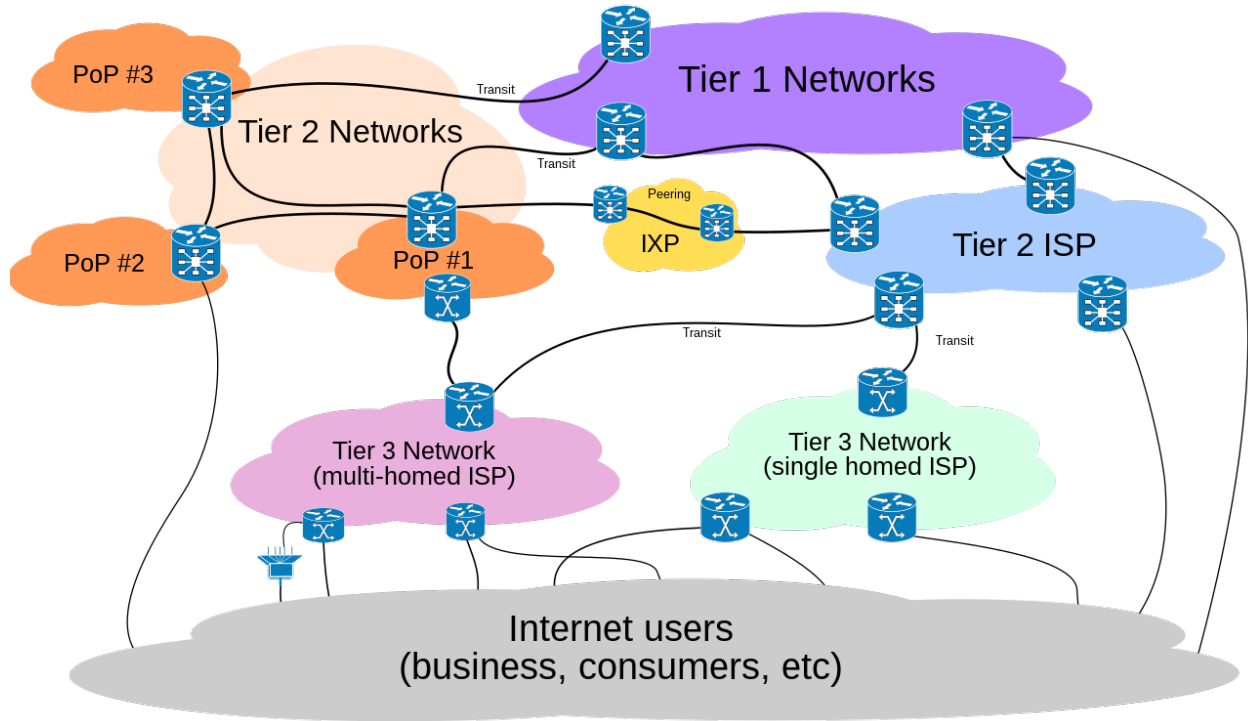 PoP #3
Tier 1 Networks
Transit
Tier 2 Networks
Transit
Peering
IXP
Tier 2 ISP
PoP #2
PoP #1
Transit
Transit
Tier 3 Network
(multi-homed ISP)
Tier 3 Network
(single homed ISP)
Internet users
(business, consumers, etc)